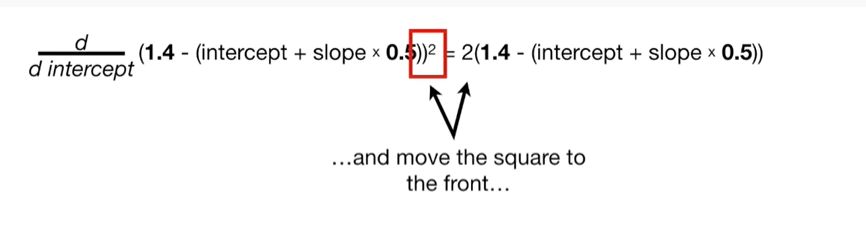 d
d intercept
(1.4 - (intercept + slope × 0.5))² = 2(1.4 - (intercept + slope × 0.5))
...and move the square to
the front...